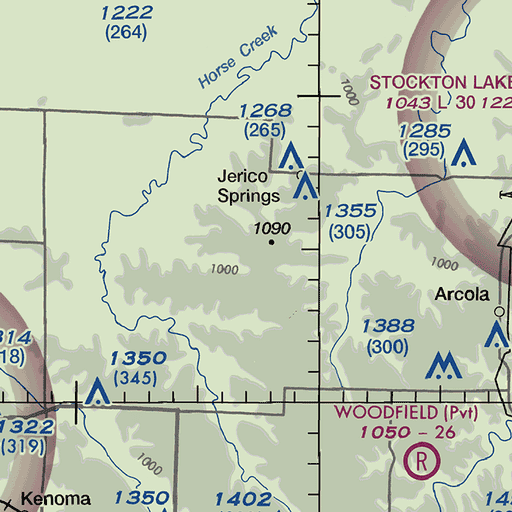 1222
(264)
Horse Creek
1000
STOCKTON LAKE
1043 L 30 122
1268
(265)
1285
(295)
Jerico
Springs
1355
(305)
1090
1000
1000
Arcola
1388
(300)
1350
(345)
WOODFIELD (Pvt)
1050 - 26
R
1322
(319)
1000
Kenoma
1350
1402